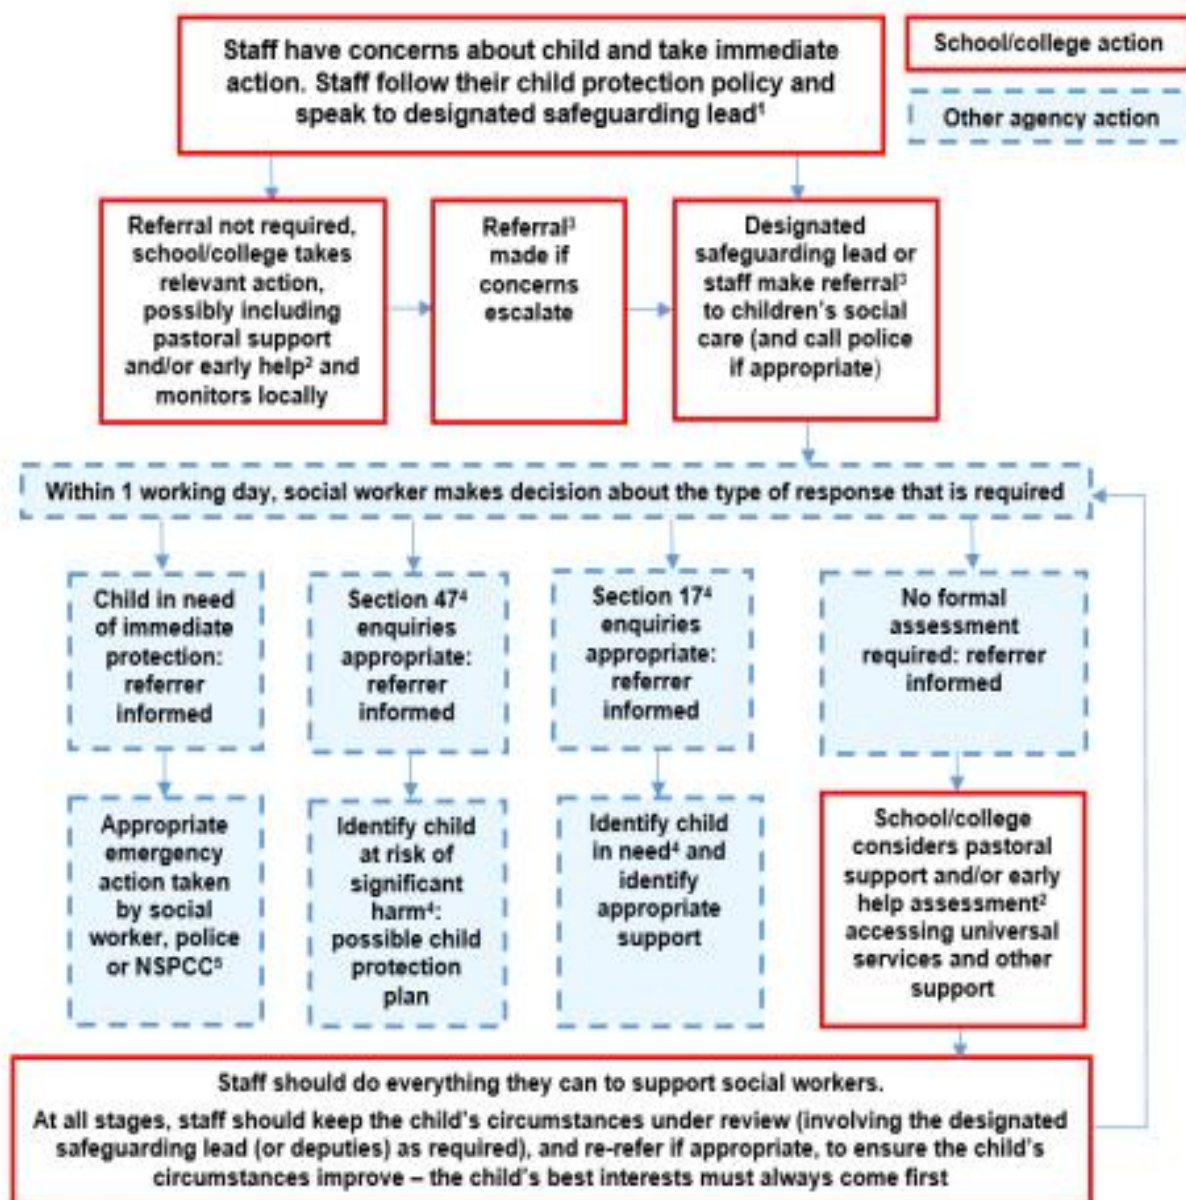 Staff have concerns about child and take immediate
action. Staff follow their child protection policy and
speak to designated safeguarding lead¹
School/college action
Other agency action
Referral not required,
school/college takes
relevant action,
possibly including
pastoral support
and/or early help² and
monitors locally
Referral³
made if
concerns
escalate
Designated
safeguarding lead or
staff make referral³
to children's social
care (and call police
if appropriate)
Within 1 working day, social worker makes decision about the type of response that is required
Child in need
of immediate
protection:
referrer
informed
Section 47⁴
enquiries
appropriate:
referrer
informed
Section 17⁴
enquiries
appropriate:
referrer
informed
No formal
assessment
required: referrer
informed
Appropriate
emergency
action taken
by social
worker, police
or NSPCC⁵
Identify child
at risk of
significant
harm⁴:
possible child
protection
plan
Identify child
in need⁴ and
identify
appropriate
support
School/college
considers pastoral
support and/or early
help assessment²
accessing universal
services and other
support
Staff should do everything they can to support social workers.
At all stages, staff should keep the child's circumstances under review (involving the designated
safeguarding lead (or deputies) as required), and re-refer if appropriate, to ensure the child's
circumstances improve – the child's best interests must always come first